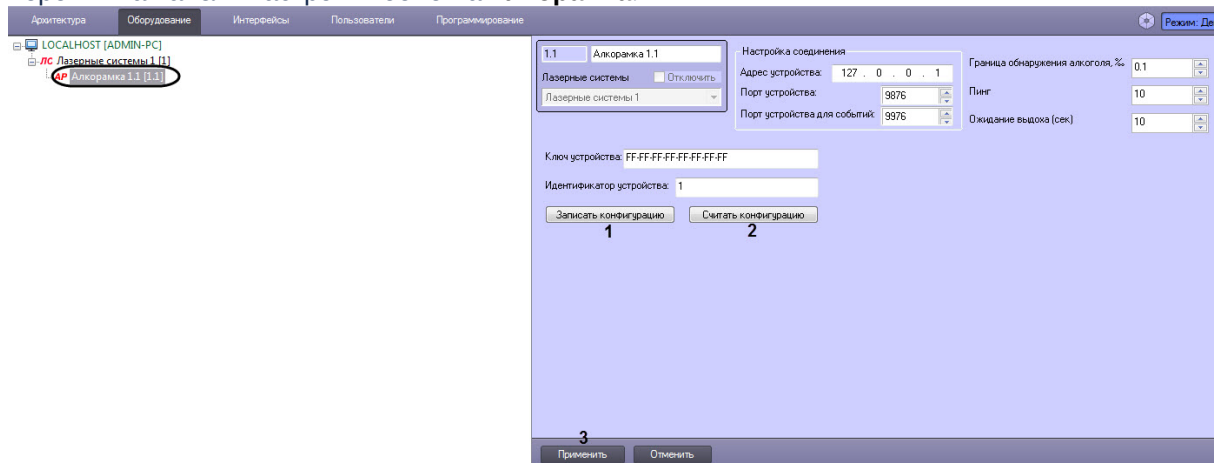 Архитектура Оборудование Интерфейсы Пользователи Программирование
LOCALHOST [ADMIN-PC]
ЛС Лазерные системы 1 [1]
АР Алкорамка 1.1 [1.1]
1.1 Алкорамка 1.1
Лазерные системы Отключить
Лазерные системы 1
Настройка соединения
Адрес устройства: 127 . 0 . 0 . 1
Порт устройства: 9876
Порт устройства для событий: 9976
Граница обнаружения алкоголя, ‰ 0.1
Пинг 10
Ожидание выдоха (сек) 10
Ключ устройства: FF-FF-FF-FF-FF-FF-FF-FF
Идентификатор устройства: 1
Записать конфигурацию Считать конфигурацию
1 2
3
Применить Отменить
Режим: Де